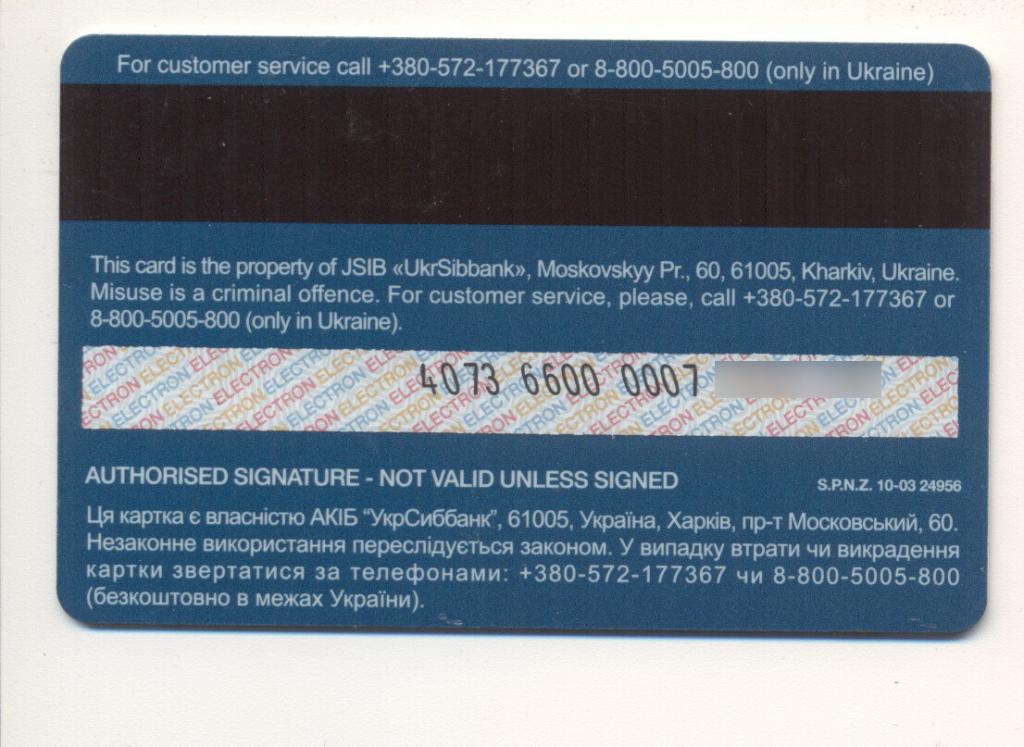 For customer service call +380-572-177367 or 8-800-5005-800 (only in Ukraine)
This card is the property of JSIB «UkrSibbank», Moskovskyy Pr., 60, 61005, Kharkiv, Ukraine.
Misuse is a criminal offence. For customer service, please, call +380-572-177367 or
8-800-5005-800 (only in Ukraine).
ELECTRON ELECTRON ELECTRON ELECTRON
4073 6600 0007
AUTHORISED SIGNATURE - NOT VALID UNLESS SIGNED
S.P.N.Z. 10-03 24956
Ця картка є власністю АКІБ “УкрСиббанк”, 61005, Україна, Харків, пр-т Московський, 60.
Незаконне використання переслідується законом. У випадку втрати чи викрадення
картки звертатися за телефонами: +380-572-177367 чи 8-800-5005-800
(безкоштовно в межах України).